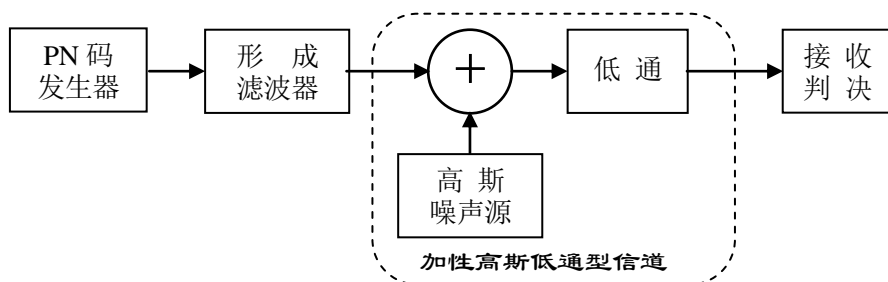 PN 码
发生器
形 成
滤波器
+
低 通
接 收
判 决
高 斯
噪声源
加性高斯低通型信道